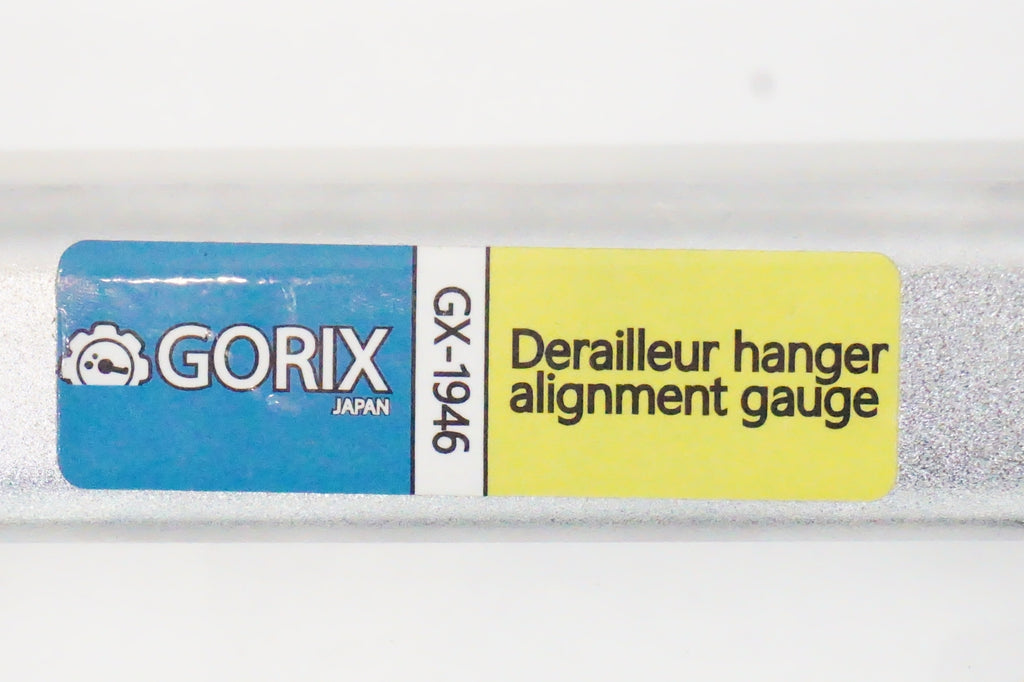 GORIX
JAPAN
GX-1946
Derailleur hanger
alignment gauge